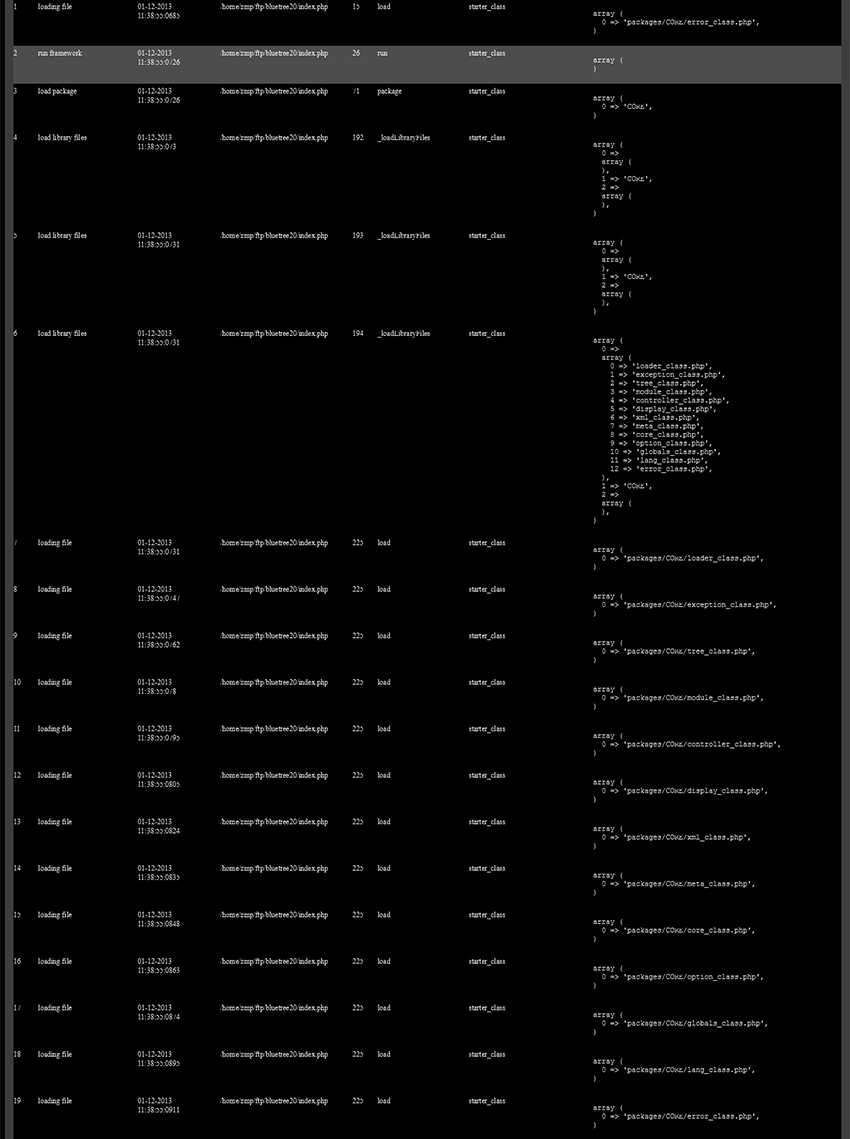 1 loading file 01-12-2013 /home/zmp/ftp/bluetree20/index.php 15 load starter_class
11:38:55:0685
array (
0 => 'packages/CORE/error_class.php',
)
2 run framework 01-12-2013 /home/zmp/ftp/bluetree20/index.php 26 run starter_class
11:38:55:0726
array (
)
3 load package 01-12-2013 /home/zmp/ftp/bluetree20/index.php 71 package starter_class
11:38:55:0726
array (
0 => 'CORE',
)
4 load library files 01-12-2013 /home/zmp/ftp/bluetree20/index.php 192 _loadLibraryFiles starter_class
11:38:55:073
array (
0 =>
array (
),
1 => 'CORE',
2 =>
array (
),
)
5 load library files 01-12-2013 /home/zmp/ftp/bluetree20/index.php 193 _loadLibraryFiles starter_class
11:38:55:0731
array (
0 =>
array (
),
1 => 'CORE',
2 =>
array (
),
)
6 load library files 01-12-2013 /home/zmp/ftp/bluetree20/index.php 194 _loadLibraryFiles starter_class
11:38:55:0731
array (
0 =>
array (
0 => 'loader_class.php',
1 => 'exception_class.php',
2 => 'tree_class.php',
3 => 'module_class.php',
4 => 'controller_class.php',
5 => 'display_class.php',
6 => 'xml_class.php',
7 => 'meta_class.php',
8 => 'core_class.php',
9 => 'option_class.php',
10 => 'globals_class.php',
11 => 'lang_class.php',
12 => 'error_class.php',
),
1 => 'CORE',
2 =>
array (
),
)
7 loading file 01-12-2013 /home/zmp/ftp/bluetree20/index.php 225 load starter_class
11:38:55:0731
array (
0 => 'packages/CORE/loader_class.php',
)
8 loading file 01-12-2013 /home/zmp/ftp/bluetree20/index.php 225 load starter_class
11:38:55:0747
array (
0 => 'packages/CORE/exception_class.php',
)
9 loading file 01-12-2013 /home/zmp/ftp/bluetree20/index.php 225 load starter_class
11:38:55:0762
array (
0 => 'packages/CORE/tree_class.php',
)
10 loading file 01-12-2013 /home/zmp/ftp/bluetree20/index.php 225 load starter_class
11:38:55:078
array (
0 => 'packages/CORE/module_class.php',
)
11 loading file 01-12-2013 /home/zmp/ftp/bluetree20/index.php 225 load starter_class
11:38:55:0795
array (
0 => 'packages/CORE/controller_class.php',
)
12 loading file 01-12-2013 /home/zmp/ftp/bluetree20/index.php 225 load starter_class
11:38:55:0805
array (
0 => 'packages/CORE/display_class.php',
)
13 loading file 01-12-2013 /home/zmp/ftp/bluetree20/index.php 225 load starter_class
11:38:55:0824
array (
0 => 'packages/CORE/xml_class.php',
)
14 loading file 01-12-2013 /home/zmp/ftp/bluetree20/index.php 225 load starter_class
11:38:55:0835
array (
0 => 'packages/CORE/meta_class.php',
)
15 loading file 01-12-2013 /home/zmp/ftp/bluetree20/index.php 225 load starter_class
11:38:55:0848
array (
0 => 'packages/CORE/core_class.php',
)
16 loading file 01-12-2013 /home/zmp/ftp/bluetree20/index.php 225 load starter_class
11:38:55:0863
array (
0 => 'packages/CORE/option_class.php',
)
17 loading file 01-12-2013 /home/zmp/ftp/bluetree20/index.php 225 load starter_class
11:38:55:0874
array (
0 => 'packages/CORE/globals_class.php',
)
18 loading file 01-12-2013 /home/zmp/ftp/bluetree20/index.php 225 load starter_class
11:38:55:0895
array (
0 => 'packages/CORE/lang_class.php',
)
19 loading file 01-12-2013 /home/zmp/ftp/bluetree20/index.php 225 load starter_class
11:38:55:0911
array (
0 => 'packages/CORE/error_class.php',
)